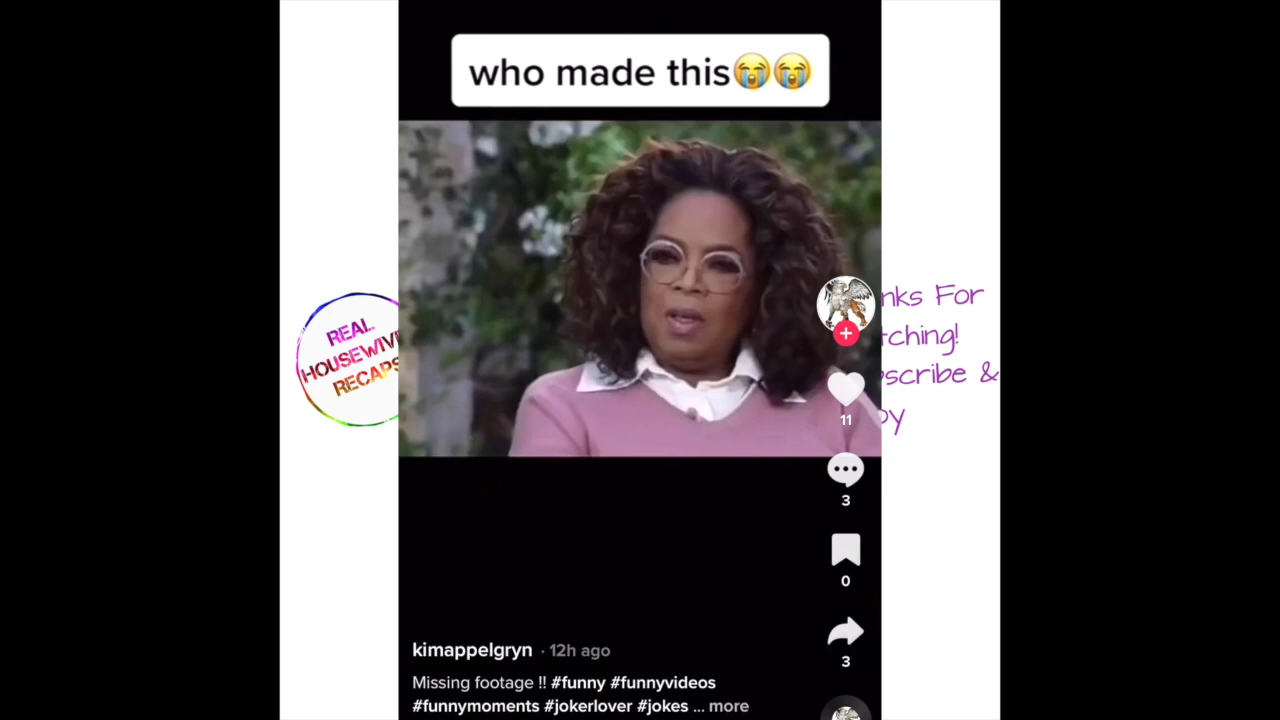 who made this😭😭
REAL
HOUSEWIV
RECAPS
nks For
tching!
scribe &
oy
11
3
0
3
kimappelgryn · 12h ago
Missing footage !! #funny #funnyvideos
#funnymoments #jokerlover #jokes ... more